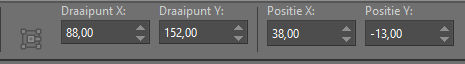 Draaipunt X: Draaipunt Y: Positie X: Positie Y:
88,00 152,00 38,00 -13,00